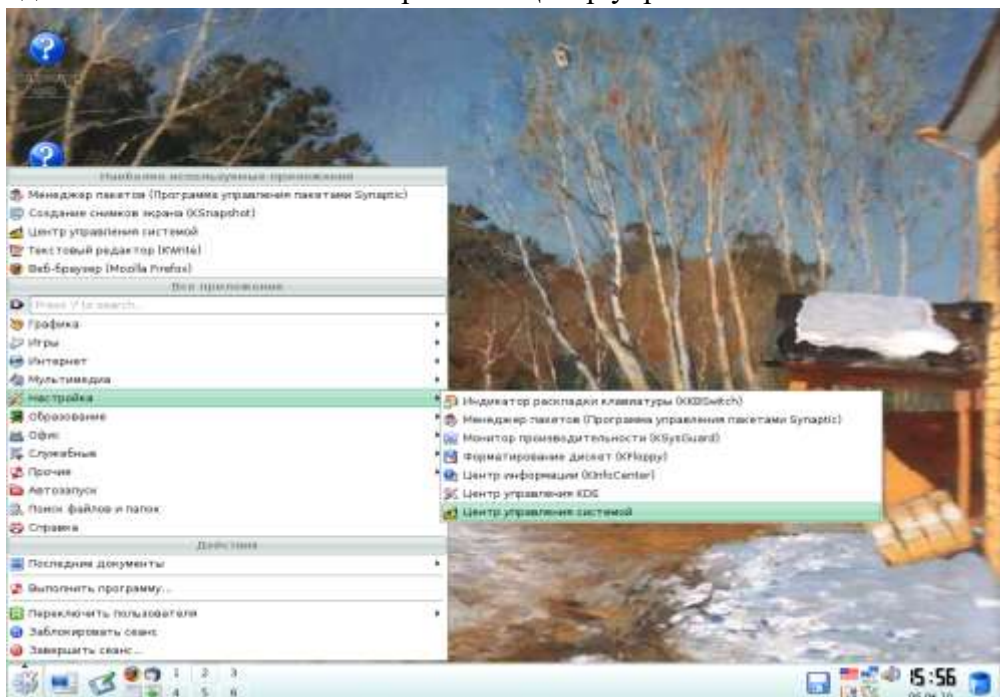 Наиболее используемые приложения
Менеджер пакетов (Программа управления пакетами Synaptic)
Создание снимков экрана (KSnapshot)
Центр управления системой
Текстовый редактор (KWrite)
Веб-браузер (Mozilla Firefox)
Все приложения
Press '/' to search...
Графика
Игры
Интернет
Мультимедиа
Настройка
Образование
Офис
Служебные
Прочие
Автозапуск
Поиск файлов и папок
Справка
Действия
Последние документы
Выполнить программу...
Переключить пользователя
Заблокировать сеанс
Завершить сеанс...
Индикатор раскладки клавиатуры (KKBSwitch)
Менеджер пакетов (Программа управления пакетами Synaptic)
Монитор производительности (KSysGuard)
Форматирование дискет (KFloppy)
Центр информации (KInfoCenter)
Центр управления KDE
Центр управления системой
1 2 3
4 5 6
15:56